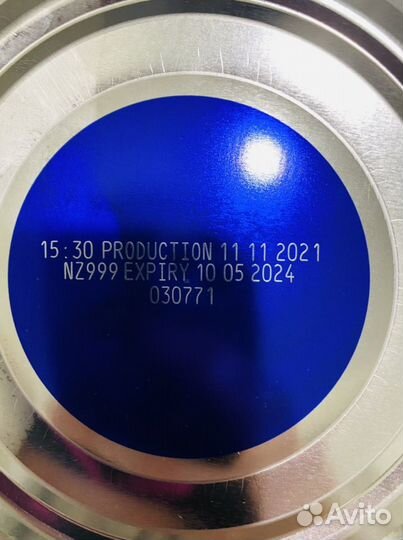 15:30 PRODUCTION 11 11 2021
NZ999 EXPIRY 10 05 2024
030771
Avito